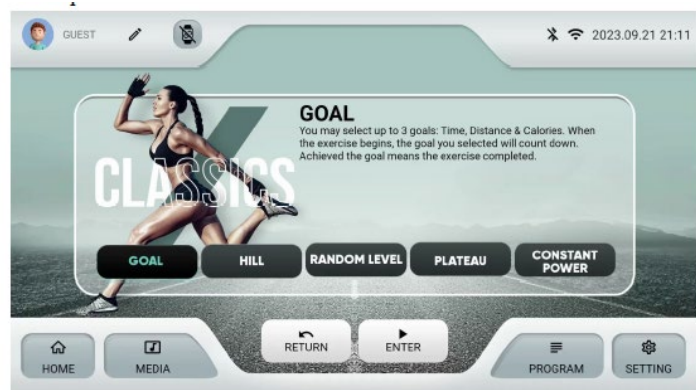 GUEST
2023.09.21 21:11
GOAL
You may select up to 3 goals: Time, Distance & Calories. When
the exercise begins, the goal you selected will count down.
Achieved the goal means the exercise completed.
CLASSICS
X
GOAL
HILL
RANDOM LEVEL
PLATEAU
CONSTANT
POWER
RETURN
ENTER
HOME
MEDIA
PROGRAM
SETTING